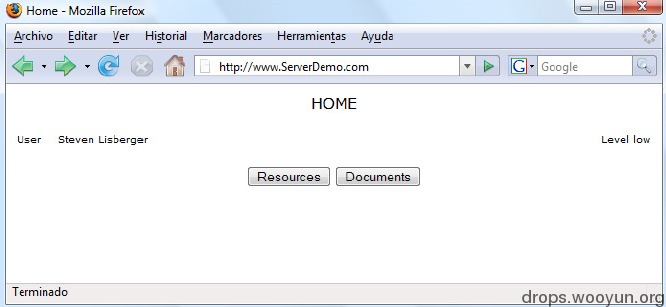 Home - Mozilla Firefox
Archivo Editar Ver Historial Marcadores Herramientas Ayuda
http://www.ServerDemo.com G Google
HOME
User Steven Lisberger Level low
Resources Documents
Terminado
drops.wooyun.org